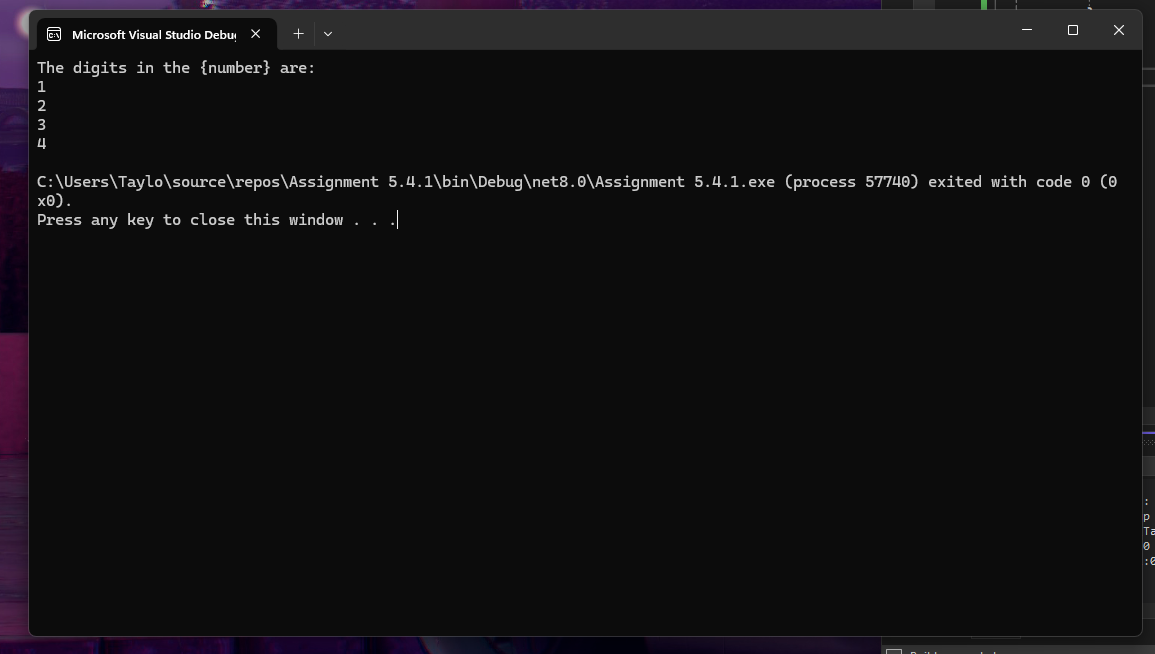 Microsoft Visual Studio Debu
The digits in the {number} are:
1
2
3
4
C:\Users\Taylo\source\repos\Assignment 5.4.1\bin\Debug\net8.0\Assignment 5.4.1.exe (process 57740) exited with code 0 (0
x0).
Press any key to close this window . . .